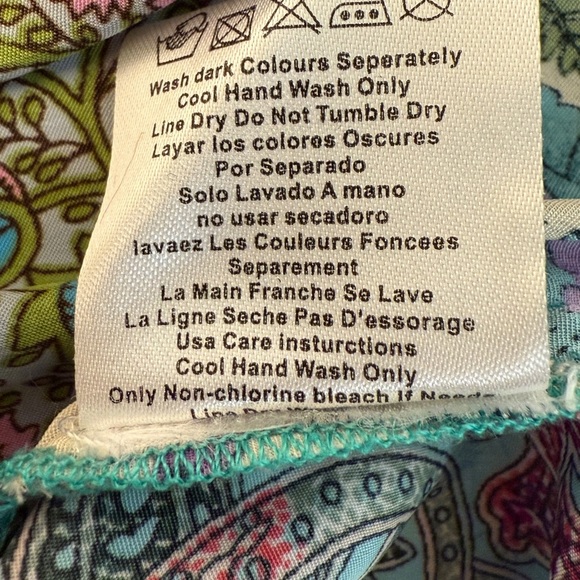 Wash dark Colours Seperately
Cool Hand Wash Only
Line Dry Do Not Tumble Dry
Layar los colores Oscures
Por Separado
Solo Lavado A mano
no usar secadoro
lavaez Les Couleurs Foncees
Separement
La Main Franche Se Lave
La Ligne Seche Pas D'essorage
Usa Care insturctions
Cool Hand Wash Only
Only Non-chlorine bleach If